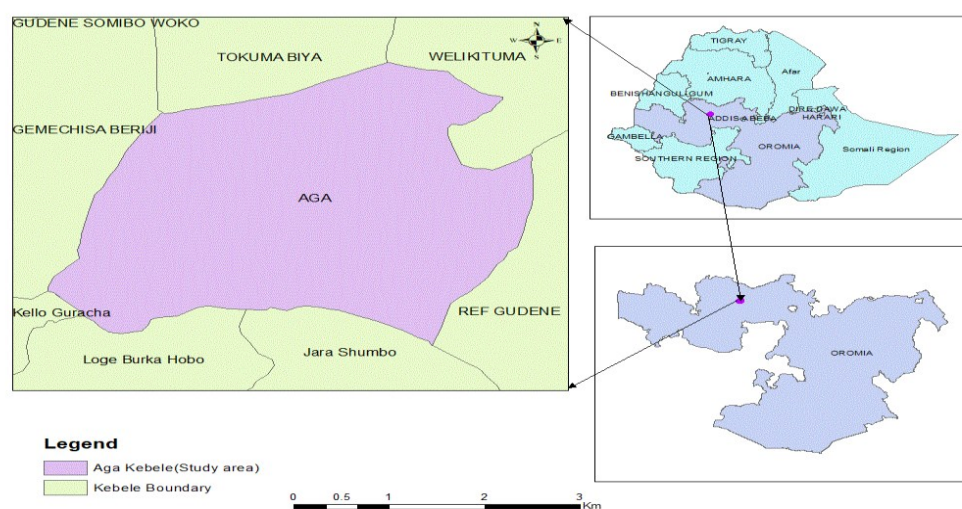 GUDENE SOMIBO WOKO
TOKUMA BIYA
WELIKITUMA
N
W E
S
GEMECHISA BERIJI
AGA
Kello Guracha
REF GUDENE
Loge Burka Hobo
Jara Shumbo
TIGRAY
Afar
AMHARA
BENISHANGULIGUM
DIRE DAWA
ADDIS ABEBA
HARARI
GAMBELLA
OROMIA
SOUTHERN REGION
Somali Region
OROMIA
Legend
Aga Kebele(Study area)
Kebele Boundary
0 0.5 1 2 3
Km